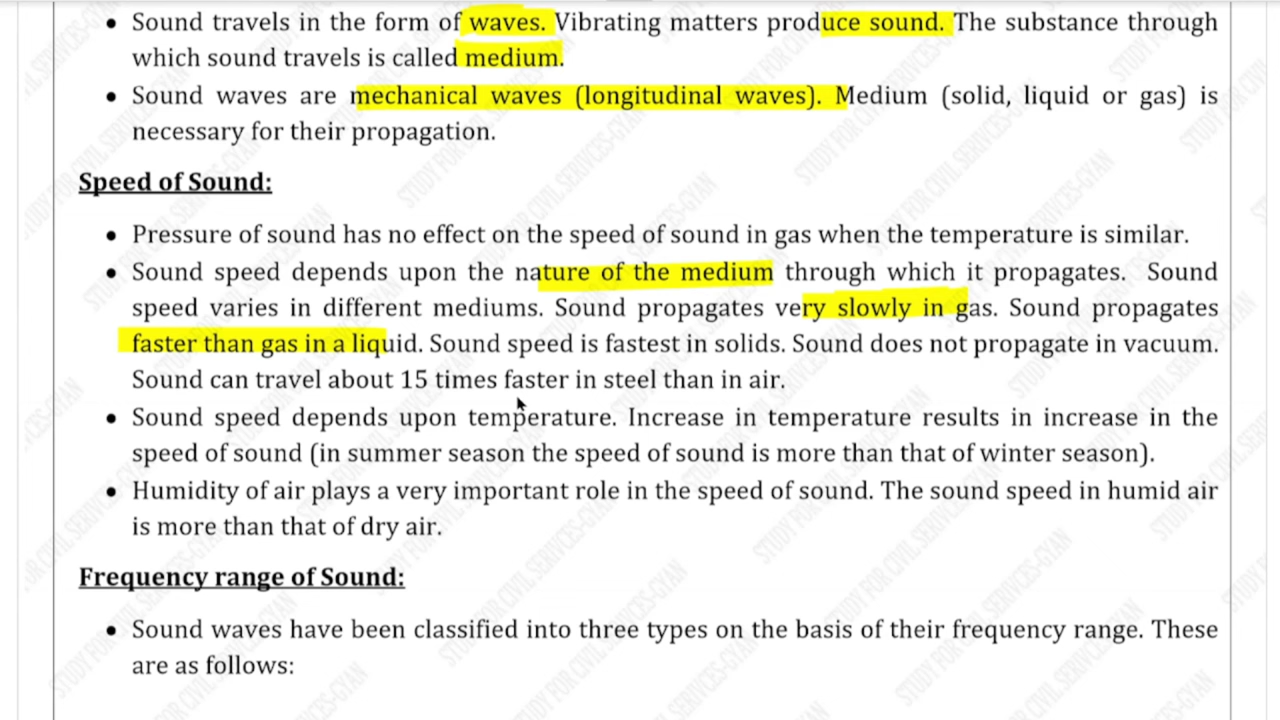 • Sound travels in the form of waves. Vibrating matters produce sound. The substance through
which sound travels is called medium.
• Sound waves are mechanical waves (longitudinal waves). Medium (solid, liquid or gas) is
necessary for their propagation.
Speed of Sound:
• Pressure of sound has no effect on the speed of sound in gas when the temperature is similar.
• Sound speed depends upon the nature of the medium through which it propagates. Sound
speed varies in different mediums. Sound propagates very slowly in gas. Sound propagates
faster than gas in a liquid. Sound speed is fastest in solids. Sound does not propagate in vacuum.
Sound can travel about 15 times faster in steel than in air.
• Sound speed depends upon temperature. Increase in temperature results in increase in the
speed of sound (in summer season the speed of sound is more than that of winter season).
• Humidity of air plays a very important role in the speed of sound. The sound speed in humid air
is more than that of dry air.
Frequency range of Sound:
• Sound waves have been classified into three types on the basis of their frequency range. These
are as follows:
STUDY FOR CIVIL SERIVCES-GYAN